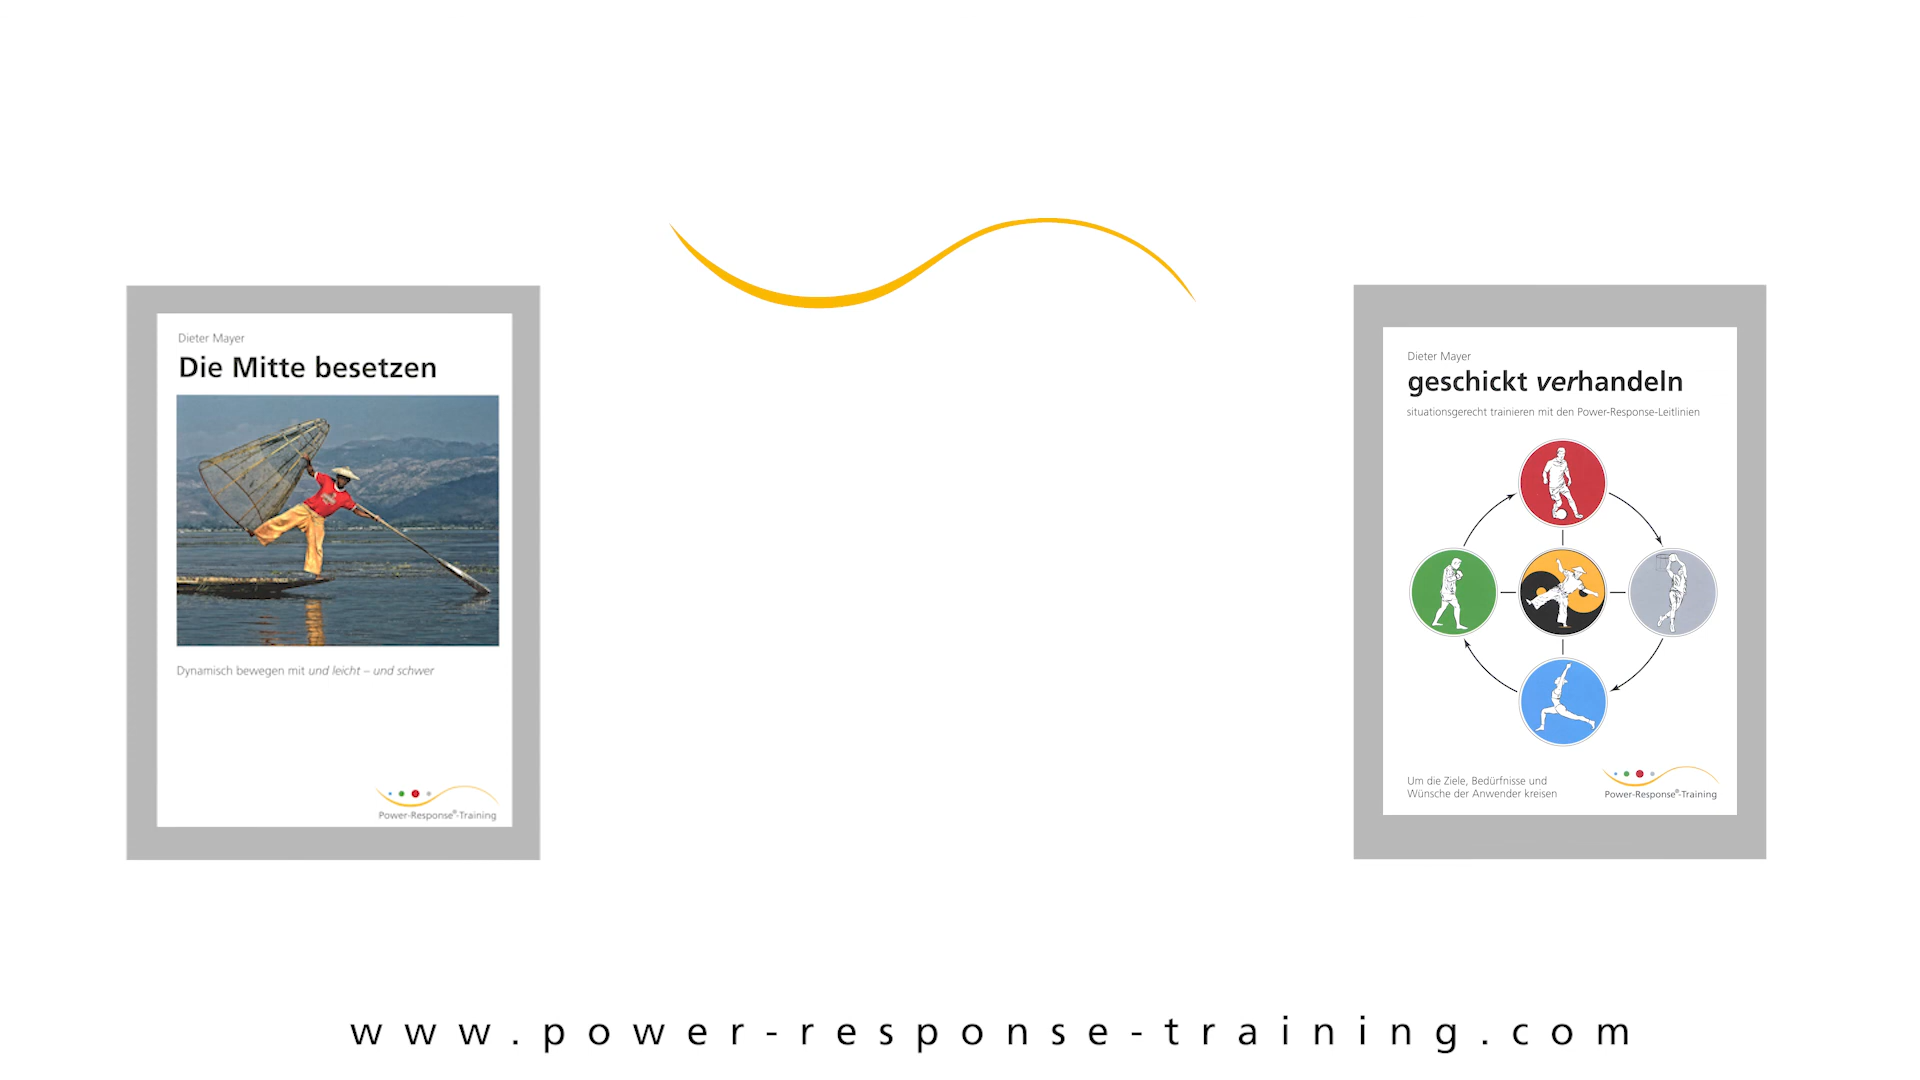 Dieter Mayer
Die Mitte besetzen
Dynamisch bewegen mit und leicht – und schwer
Power-Response®-Training
Dieter Mayer
geschickt verhandeln
situationsgerecht trainieren mit den Power-Response-Leitlinien
Um die Ziele, Bedürfnisse und
Wünsche der Anwender kreisen
Power-Response®-Training
www.power-response-training.com